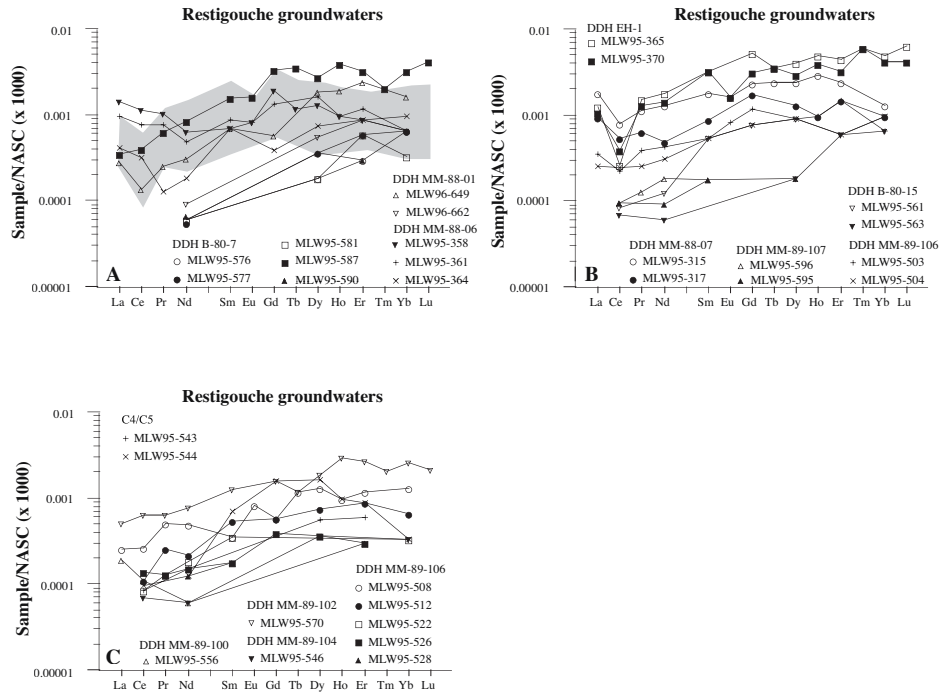 Restigouche groundwaters
0.01
0.001
0.0001
0.00001
Sample/NASC (x 1000)
DDH MM-88-01
MLW96-649
MLW96-662
DDH MM-88-06
MLW95-358
MLW95-361
MLW95-364
DDH B-80-7
MLW95-576
MLW95-577
MLW95-581
MLW95-587
MLW95-590
A
La Ce Pr Nd Sm Eu Gd Tb Dy Ho Er Tm Yb Lu
Restigouche groundwaters
0.01
0.001
0.0001
0.00001
Sample/NASC (x 1000)
DDH EH-1
MLW95-365
MLW95-370
DDH B-80-15
MLW95-561
MLW95-563
DDH MM-88-07
MLW95-315
MLW95-317
DDH MM-89-107
MLW95-596
MLW95-595
DDH MM-89-106
MLW95-503
MLW95-504
B
La Ce Pr Nd Sm Eu Gd Tb Dy Ho Er Tm Yb Lu
Restigouche groundwaters
0.01
0.001
0.0001
0.00001
Sample/NASC (x 1000)
C4/C5
MLW95-543
MLW95-544
DDH MM-89-106
MLW95-508
MLW95-512
MLW95-522
MLW95-526
MLW95-528
DDH MM-89-102
MLW95-570
DDH MM-89-104
MLW95-546
DDH MM-89-100
MLW95-556
C
La Ce Pr Nd Sm Eu Gd Tb Dy Ho Er Tm Yb Lu